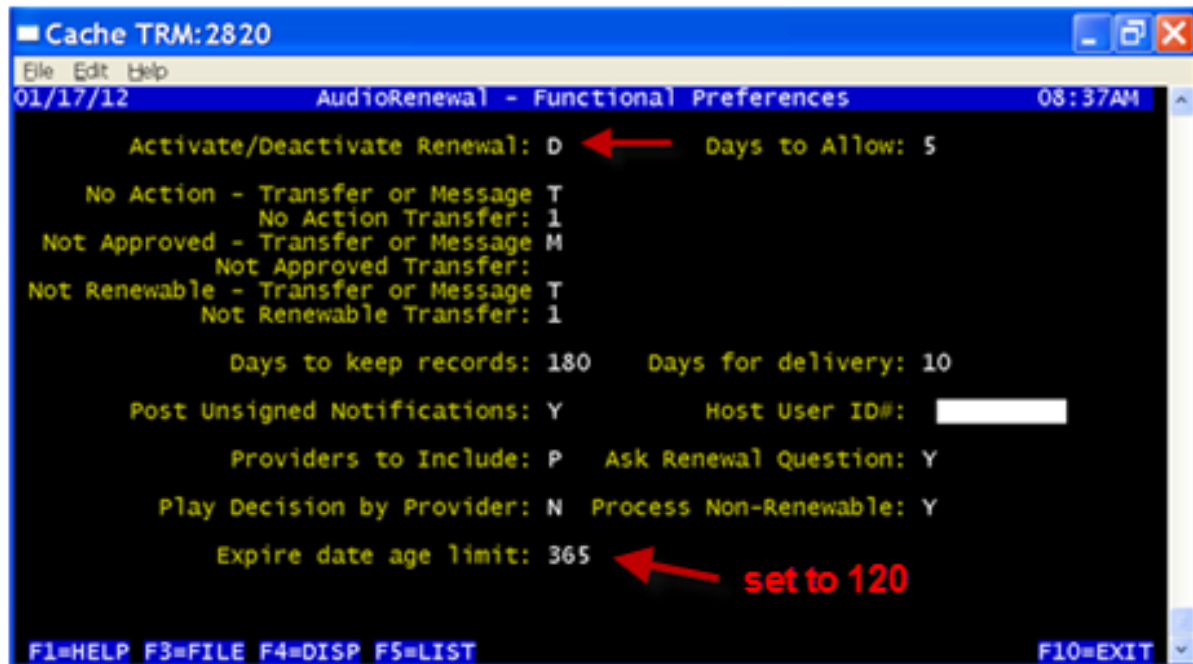 Cache TRM:2820
File Edit Help
01/17/12 AudioRenewal - Functional Preferences 08:37AM
Activate/Deactivate Renewal: D Days to Allow: 5
No Action - Transfer or Message T
No Action Transfer: 1
Not Approved - Transfer or Message M
Not Approved Transfer:
Not Renewable - Transfer or Message T
Not Renewable Transfer: 1
Days to keep records: 180 Days for delivery: 10
Post Unsigned Notifications: Y Host User ID#:
Providers to Include: P Ask Renewal Question: Y
Play Decision by Provider: N Process Non-Renewable: Y
Expire date age limit: 365
set to 120
F1=HELP F3=FILE F4=DISP F5=LIST F10=EXIT